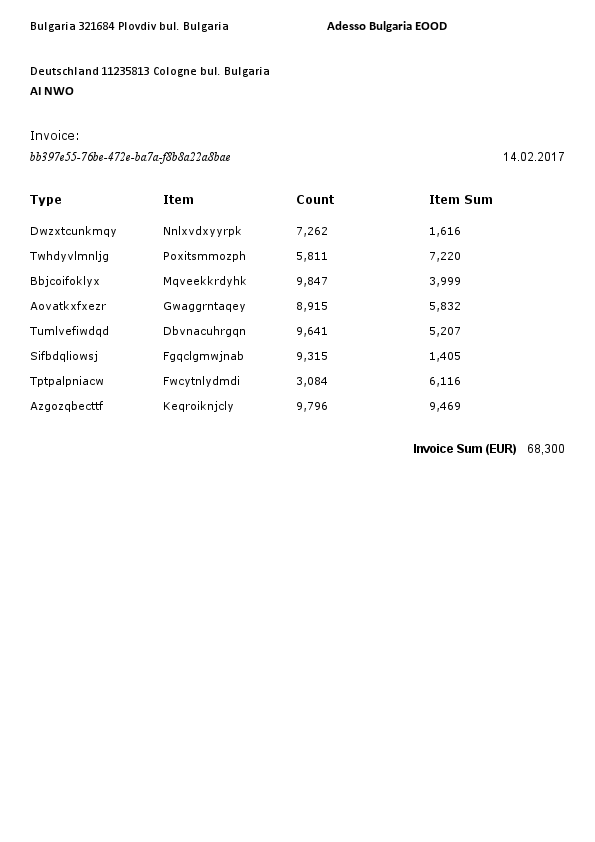 Bulgaria 321684 Plovdiv bul. Bulgaria Adesso Bulgaria EOOD
Deutschland 11235813 Cologne bul. Bulgaria
AI NWO
Invoice:
bb397e55-76be-472e-ba7a-f8b8a22a8bae 14.02.2017
Type Item Count Item Sum
Dwzxtcunkmqy Nnlxvdxyyrpk 7,262 1,616
Twhdyvlmnljg Poxitsmmozph 5,811 7,220
Bbjcoifoklyx Mqveekkrdyhk 9,847 3,999
Aovatkxfxezr Gwaggrntaqey 8,915 5,832
Tumlvefiwdqd Dbvnacuhrgqn 9,641 5,207
Sifbdqliowsj Fgqclgmwjnab 9,315 1,405
Tptpalpniacw Fwcytnlydmdi 3,084 6,116
Azgozqbecttf Keqroiknjcly 9,796 9,469
Invoice Sum (EUR) 68,300